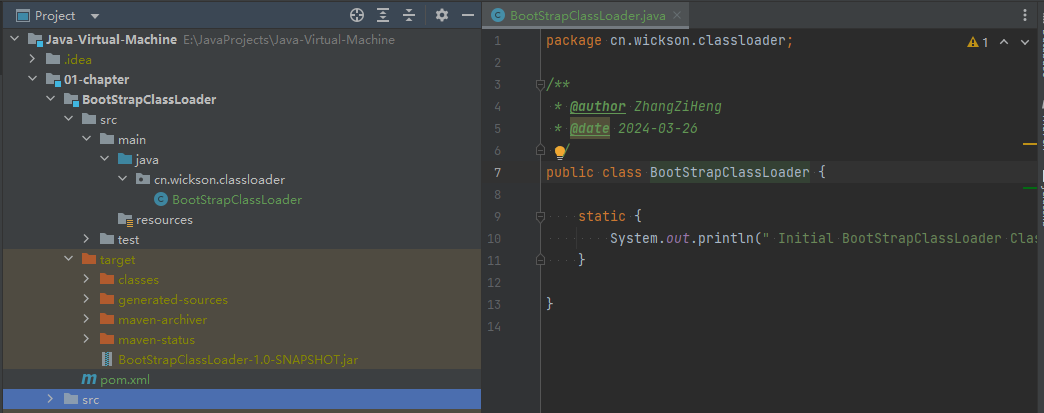 Project
Java-Virtual-Machine E:\JavaProjects\Java-Virtual-Machine
.idea
01-chapter
BootStrapClassLoader
src
main
java
cn.wickson.classloader
BootStrapClassLoader
resources
test
target
classes
generated-sources
maven-archiver
maven-status
BootStrapClassLoader-1.0-SNAPSHOT.jar
pom.xml
src
BootStrapClassLoader.java
1 package cn.wickson.classloader;
1
2
3 /**
4 * @author ZhangZiHeng
5 * @date 2024-03-26
6 */
7 public class BootStrapClassLoader {
8
9 static {
10 System.out.println(" Initial BootStrapClassLoader Clas
11 }
12
13 }
14